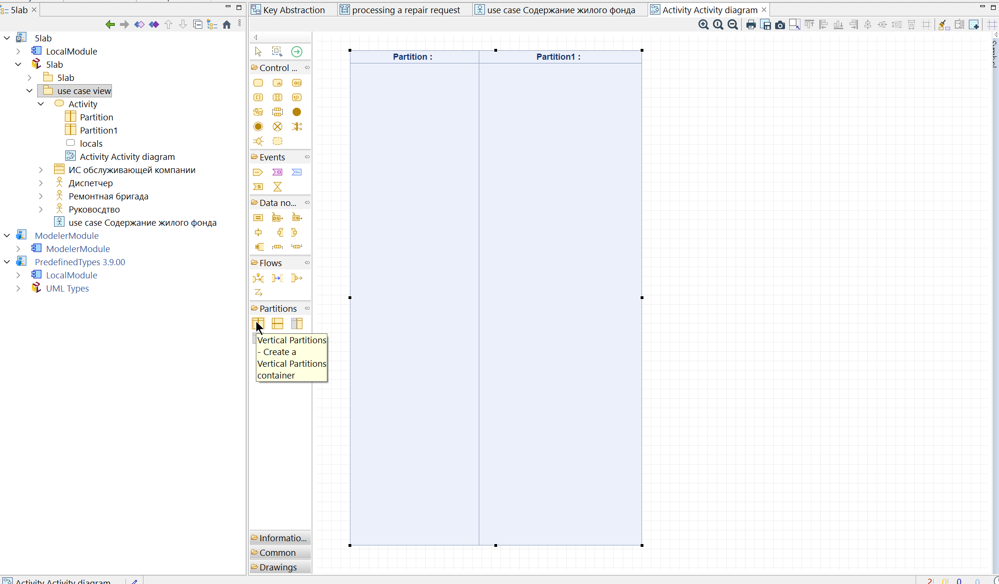 5lab
Key Abstraction
processing a repair request
use case Содержание жилого фонда
Activity Activity diagram
5lab
LocalModule
5lab
5lab
use case view
Activity
Partition
Partition1
locals
Activity Activity diagram
ИС обслуживающей компании
Диспетчер
Ремонтная бригада
Руковосдтво
use case Содержание жилого фонда
ModelerModule
ModelerModule
PredefinedTypes 3.9.00
LocalModule
UML Types
Control ...
Events
Data no...
Flows
Partitions
Vertical Partitions
- Create a
Vertical Partitions
container
Informatio...
Common
Drawings
Partition :
Partition1 :
Activity Activity diagram
2 0 0 0